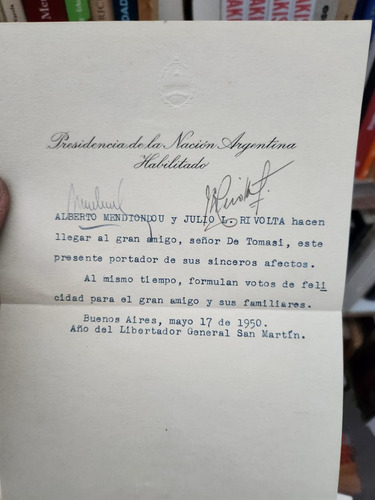 Presidencia de la Nación Argentina
Habilitado
ALBERTO MENDIONDOU y JULIO L. RIVOLTA hacen
llegar al gran amigo, señor De Tomasi, este
presente portador de sus sinceros afectos.
Al mismo tiempo, formulan votos de feli
cidad para el gran amigo y sus familiares.
Buenos Aires, mayo 17 de 1950.
Año del Libertador General San Martín.